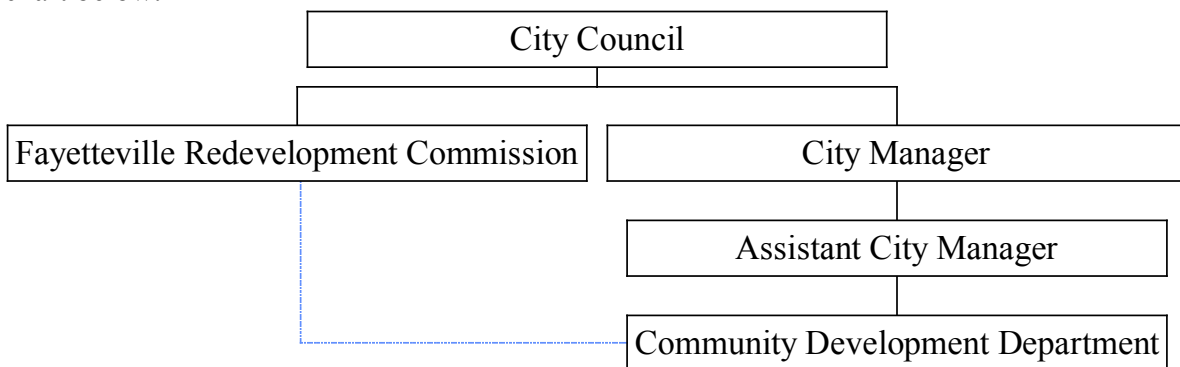 City Council
Fayetteville Redevelopment Commission
City Manager
Assistant City Manager
Community Development Department